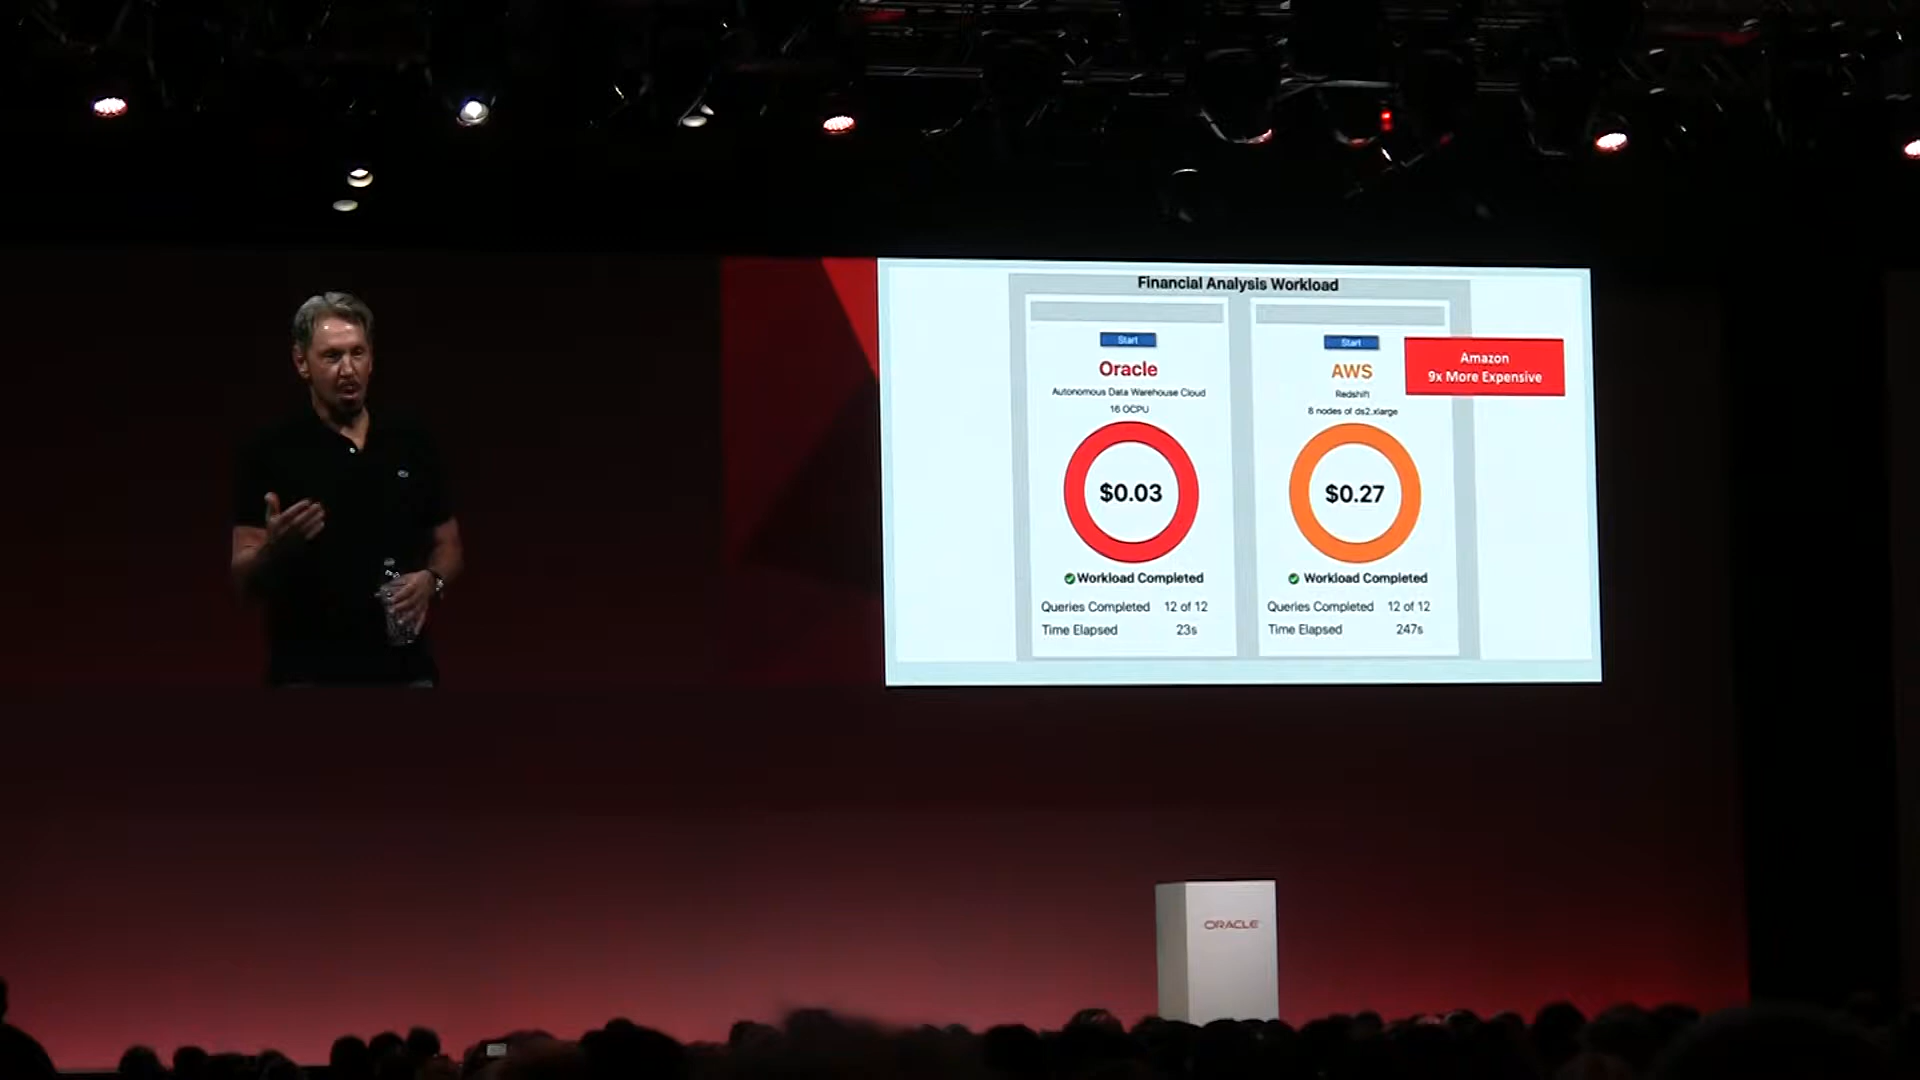 Financial Analysis Workload
Start
Oracle
Autonomous Data Warehouse Cloud
16 OCPU
$0.03
Workload Completed
Queries Completed 12 of 12
Time Elapsed 23s
Start
AWS
Redshift
8 nodes of ds2.xlarge
$0.27
Workload Completed
Queries Completed 12 of 12
Time Elapsed 247s
Amazon
9x More Expensive
ORACLE